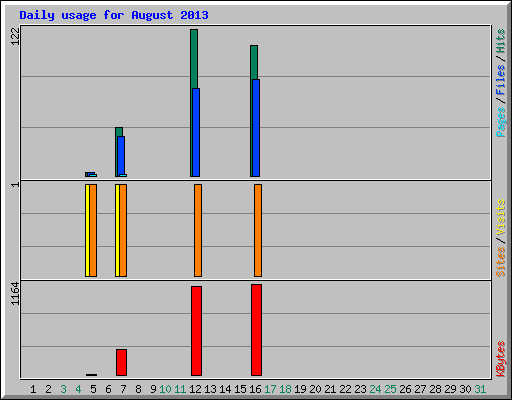 Daily usage for August 2013
122
Pages / Files / Hits
1
Sites / Visits
1164
KBytes
1 2 3 4 5 6 7 8 9 10 11 12 13 14 15 16 17 18 19 20 21 22 23 24 25 26 27 28 29 30 31